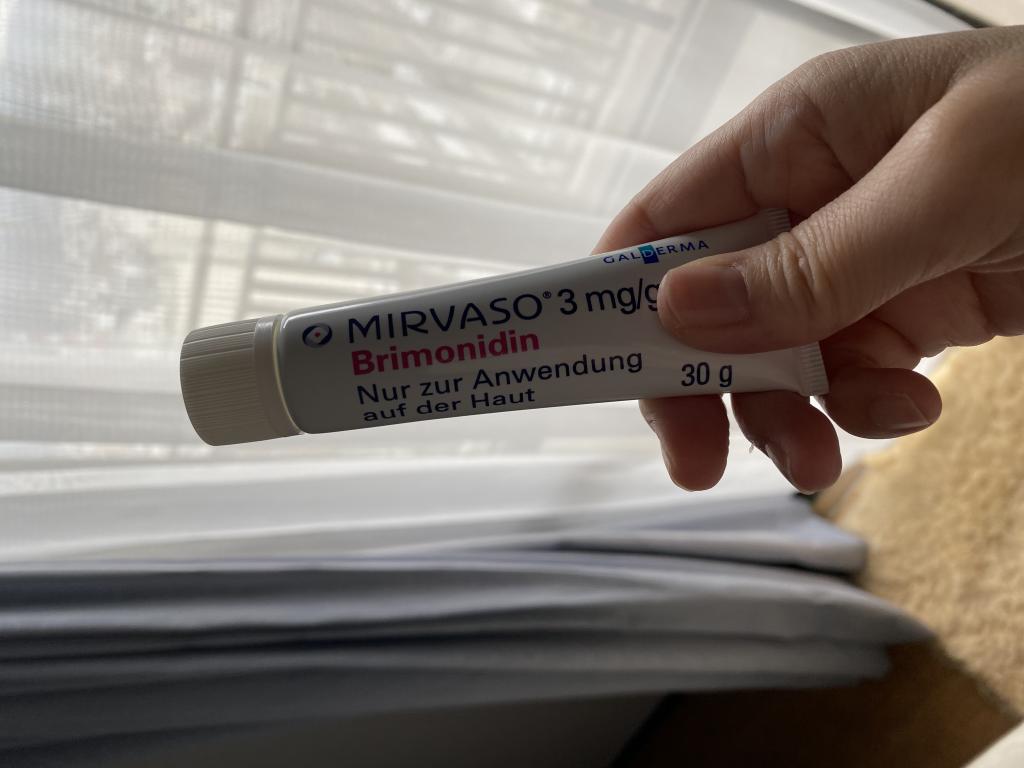 GALDERMA
MIRVASO® 3 mg/g
Brimonidin
Nur zur Anwendung
auf der Haut
30 g